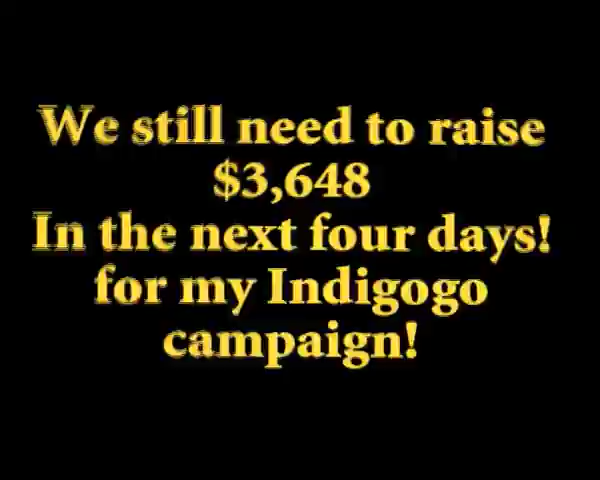 We still need to raise
$3,648
In the next four days!
for my Indigogo
campaign!